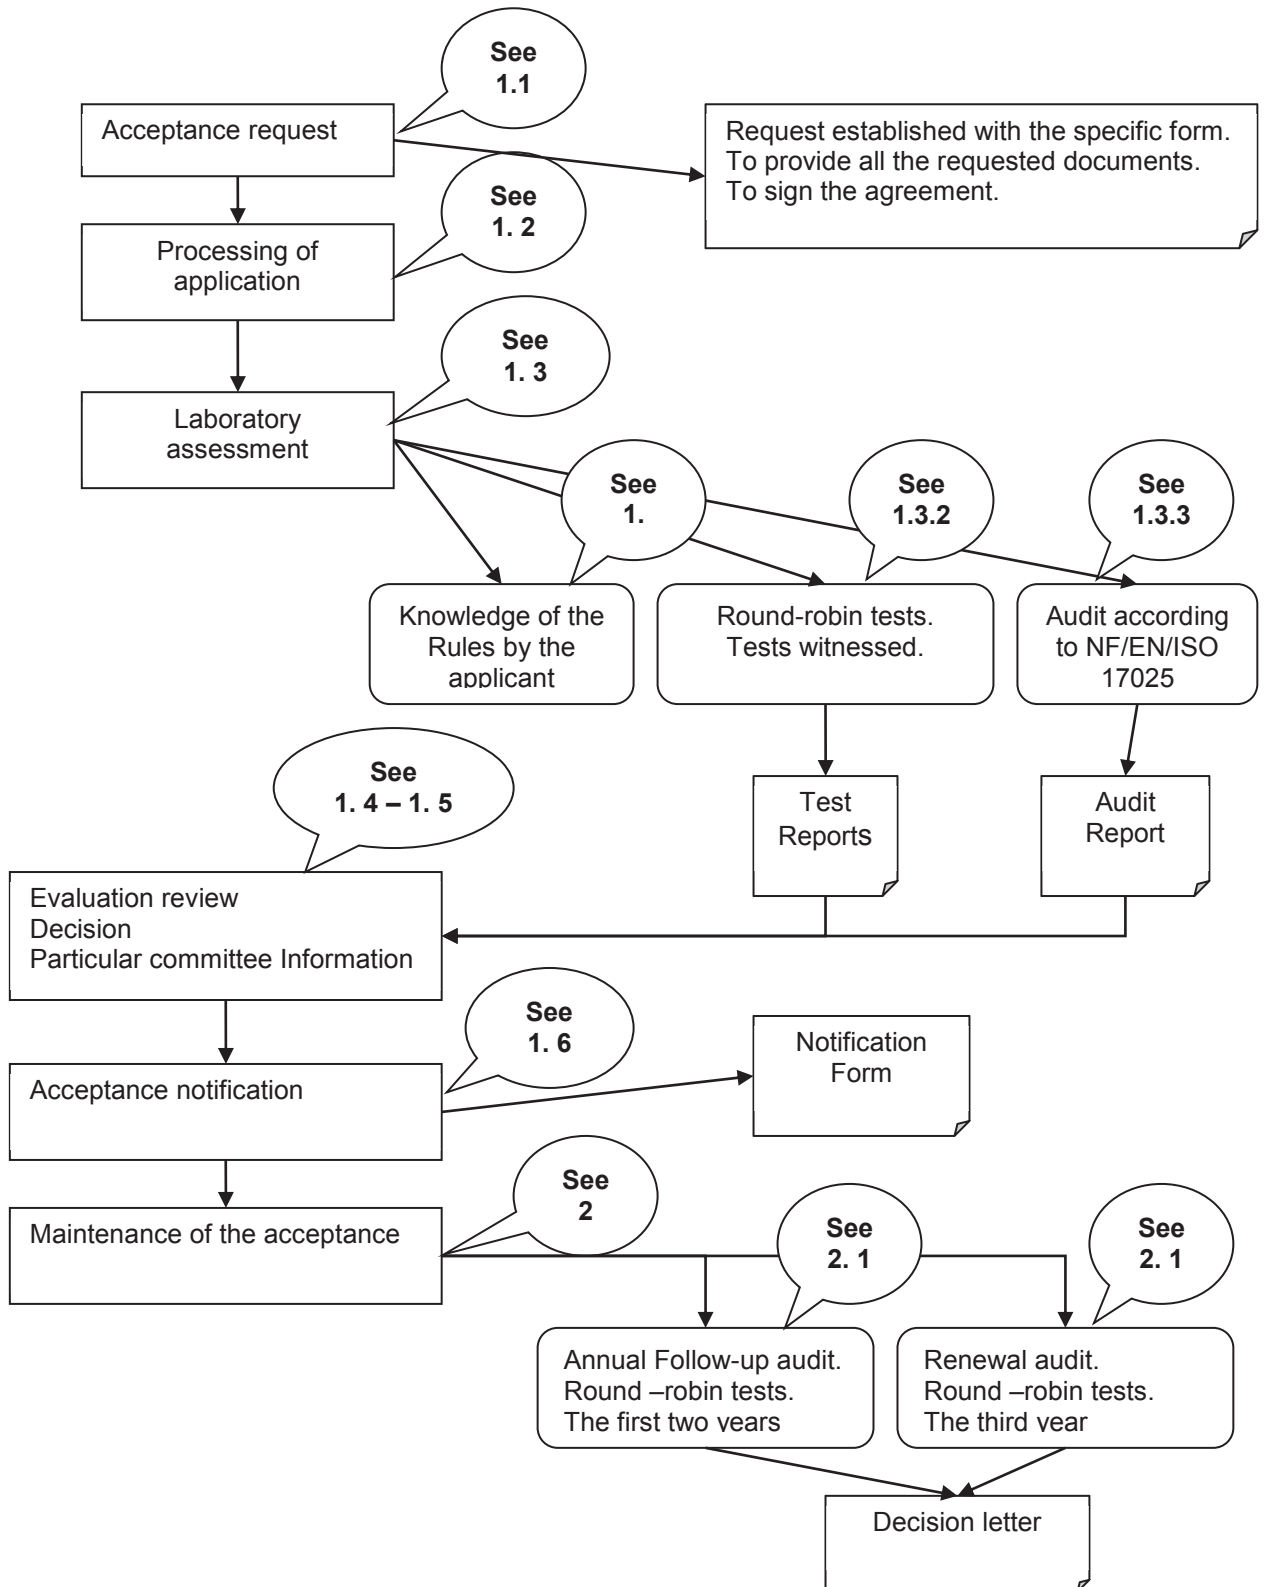 See
1.1
Acceptance request
Request established with the specific form.
To provide all the requested documents.
To sign the agreement.
See
1. 2
Processing of
application
See
1. 3
Laboratory
assessment
See
1.
See
1.3.2
See
1.3.3
Knowledge of the
Rules by the
applicant
Round-robin tests.
Tests witnessed.
Audit according
to NF/EN/ISO
17025
See
1. 4 – 1. 5
Test
Reports
Audit
Report
Evaluation review
Decision
Particular committee Information
See
1. 6
Notification
Form
Acceptance notification
See
2
See
2. 1
See
2. 1
Maintenance of the acceptance
Annual Follow-up audit.
Round –robin tests.
The first two years
Renewal audit.
Round –robin tests.
The third year
Decision letter